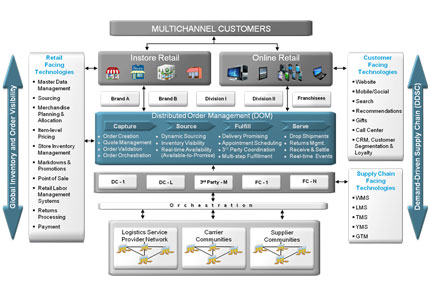 MULTICHANNEL CUSTOMERS
Retail
Facing
Technologies
Master Data
Management
Sourcing
Merchandise
Planning &
Allocation
Item-level
Pricing
Store Inventory
Management
Markdowns &
Promotions
Point of Sale
Retail Labor
Management
Systems
Returns
Processing
Payment
Global Inventory and Order Visibility
Instore Retail
Online Retail
Brand A
Brand B
Division I
Division II
Franchisees
Distributed Order Management (DOM)
Capture
Order Creation
Quote Management
Order Validation
Order Orchestration
Source
Dynamic Sourcing
Inventory Visibility
Real-time Availability
(Available-to-Promise)
Fulfill
Delivery Promising
Appointment Scheduling
3rd Party Coordination
Multi-step Fulfillment
Serve
Drop Shipments
Returns Mgmt.
Receive & Settle
Real-time Events
DC - 1
DC - L
3rd Party - M
FC - 1
FC - N
Orchestration
Logistics Service
Provider Network
Carrier
Communities
Supplier
Communities
Customer
Facing
Technologies
Website
Mobile/Social
Search
Recommendations
Gifts
Call Center
CRM, Customer
Segmentation &
Loyalty
Supply Chain
Facing
Technologies
WMS
LMS
TMS
YMS
GTM
Demand-Driven Supply Chain (DDSC)